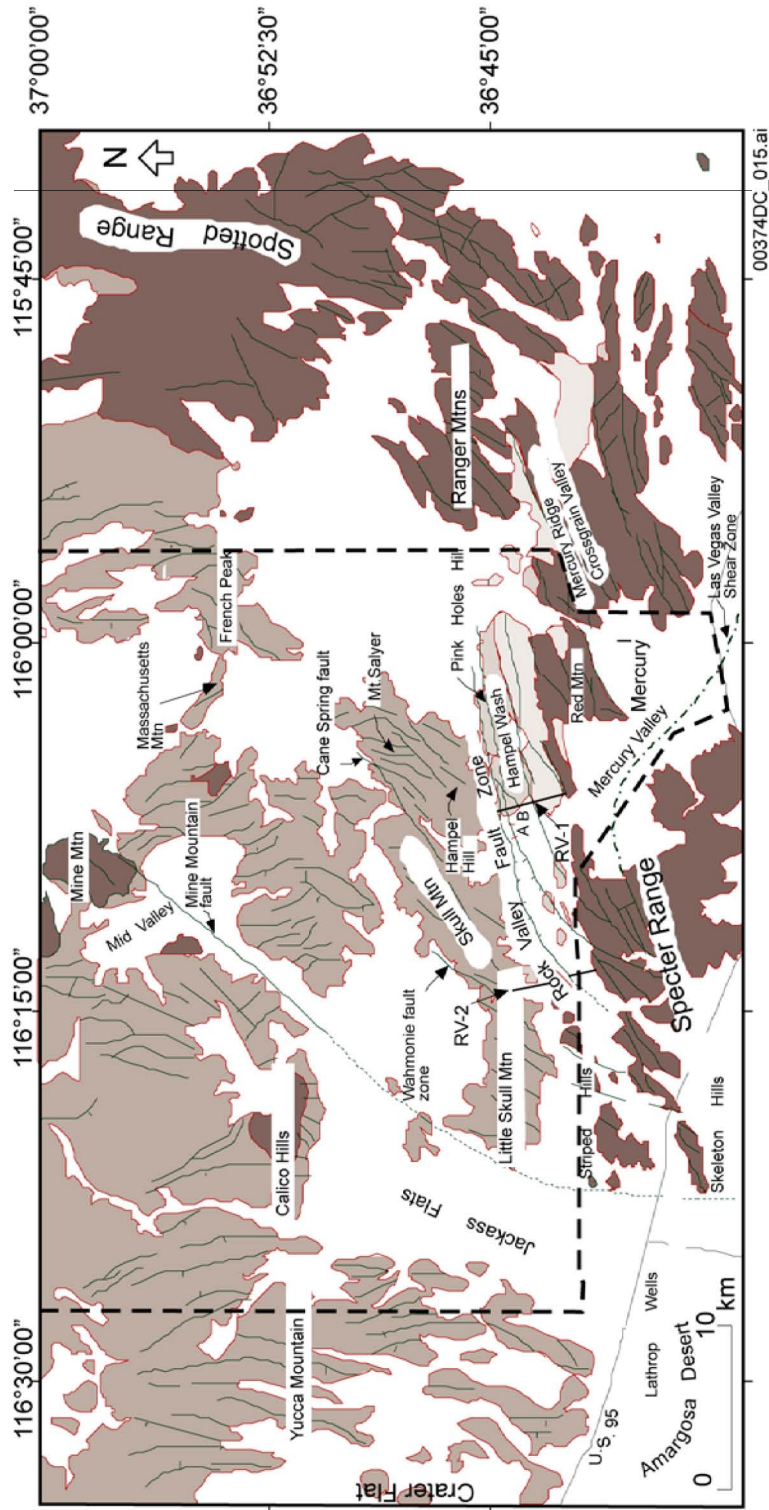 116°30'00"
116°15'00"
116°00'00"
115°45'00"
37°00'00"
36°52'30"
36°45'00"
N
Spotted Range
Mine Mtn
Massachusetts
Mtn
Mid Valley
Mine Mountain
fault
French Peak
Calico Hills
Yucca Mountain
Crater Flat
Cane Spring fault
Mt.Salyer
Wahmonie fault
zone
Skull Mtn
Hampel
Hill
Ranger Mtns
Jackass
Flats
Little Skull Mtn
RV-2
Rock Valley Fault Zone
Pink Holes Hill
Hampel Wash
A B
RV-1
Mercury Ridge
Crossgrain Valley
Red Mtn
Mercury
Mercury Valley
Striped Hills
Specter Range
Skeleton Hills
Las Vegas Valley
Shear Zone
U.S. 95
Lathrop Wells
Amargosa Desert
0 10
km
00374DC_015.ai